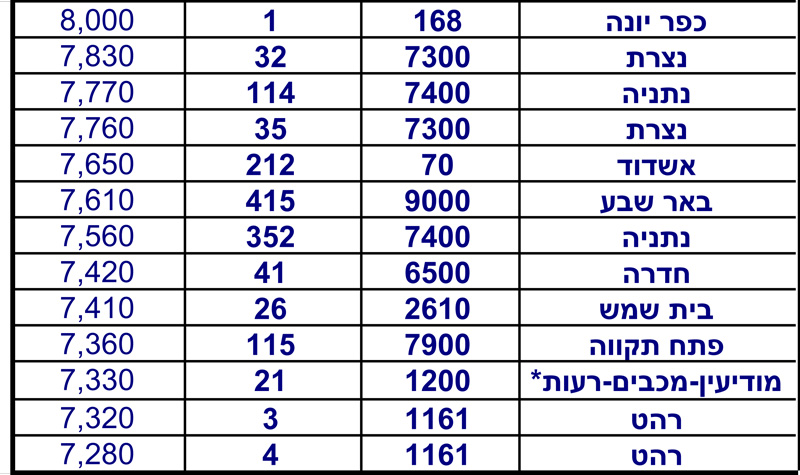 כפר יונה 168 1 8,000
נצרת 7300 32 7,830
נתניה 7400 114 7,770
נצרת 7300 35 7,760
אשדוד 70 212 7,650
באר שבע 9000 415 7,610
נתניה 7400 352 7,560
חדרה 6500 41 7,420
בית שמש 2610 26 7,410
פתח תקווה 7900 115 7,360
מודיעין-מכבים-רעות* 1200 21 7,330
רהט 1161 3 7,320
רהט 1161 4 7,280